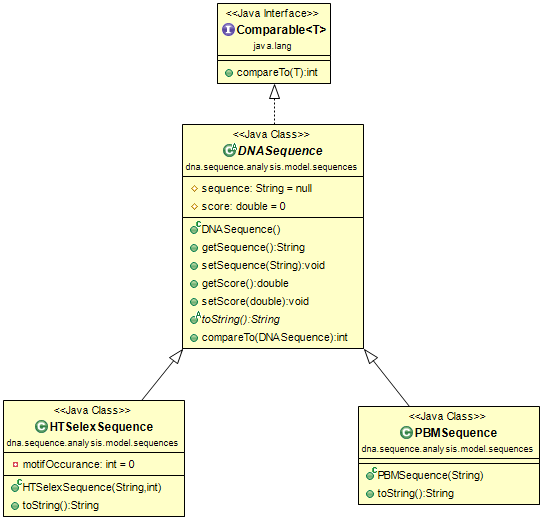 <<Java Interface>>
Comparable<T>
java.lang
compareTo(T):int
<<Java Class>>
DNASequence
dna.sequence.analysis.model.sequences
sequence: String = null
score: double = 0
DNASequence()
getSequence():String
setSequence(String):void
getScore():double
setScore(double):void
toString():String
compareTo(DNASequence):int
<<Java Class>>
HTSelexSequence
dna.sequence.analysis.model.sequences
motifOccurance: int = 0
HTSelexSequence(String,int)
toString():String
<<Java Class>>
PBMSequence
dna.sequence.analysis.model.sequences
PBMSequence(String)
toString():String